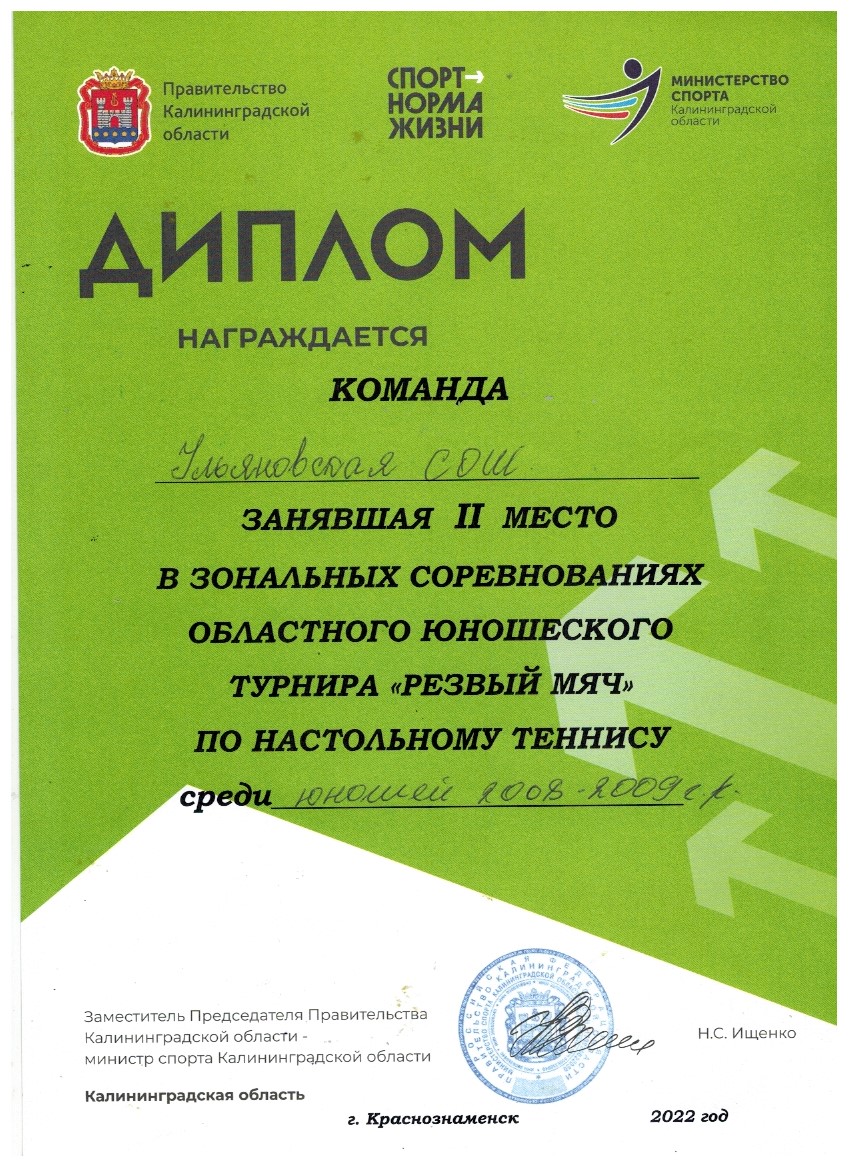 Правительство
Калининградской
области
СПОРТ→
НОРМА
ЖИЗНИ
МИНИСТЕРСТВО
СПОРТА
Калининградской
области
ДИПЛОМ
НАГРАЖДАЕТСЯ
КОМАНДА
Ульяновская СОШ.
ЗАНЯВШАЯ II МЕСТО
В ЗОНАЛЬНЫХ СОРЕВНОВАНИЯХ
ОБЛАСТНОГО ЮНОШЕСКОГО
ТУРНИРА «РЕЗВЫЙ МЯЧ»
ПО НАСТОЛЬНОМУ ТЕННИСУ
среди юношей 2008-2009 г.р.
Заместитель Председателя Правительства
Калининградской области -
министр спорта Калининградской области
Н.С. Ищенко
Калининградская область
г. Краснознаменск 2022 год